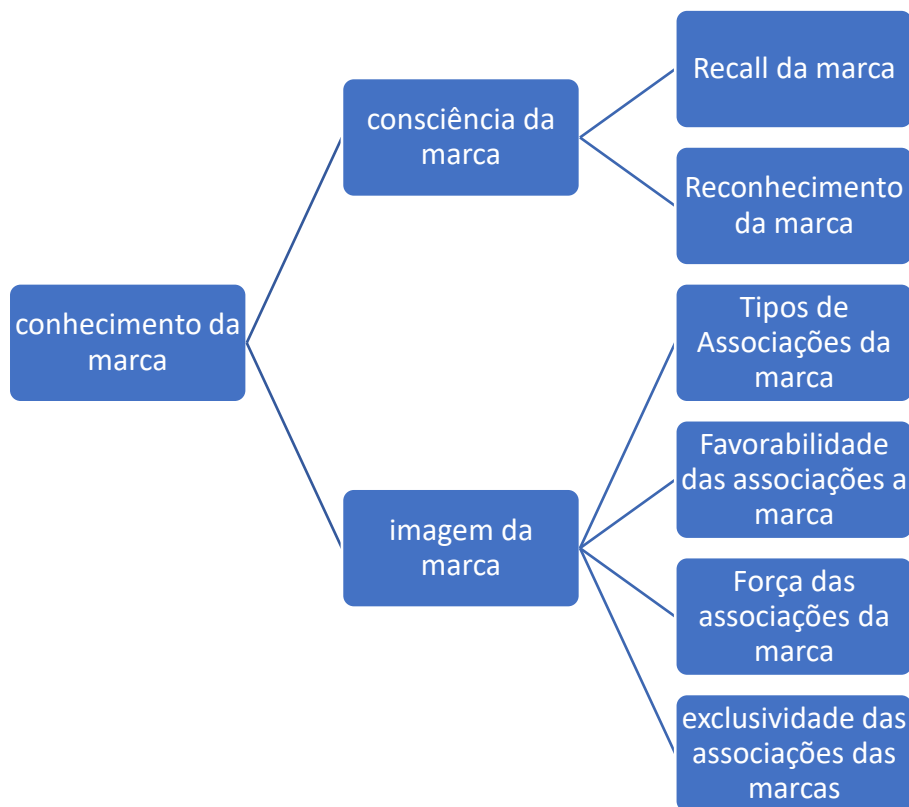 Recall da marca
consciência da
marca
Reconhecimento
da marca
conhecimento da
marca
Tipos de
Associações da
marca
Favorabilidade
das associações a
marca
imagem da
marca
Força das
associações da
marca
exclusividade das
associações das
marcas